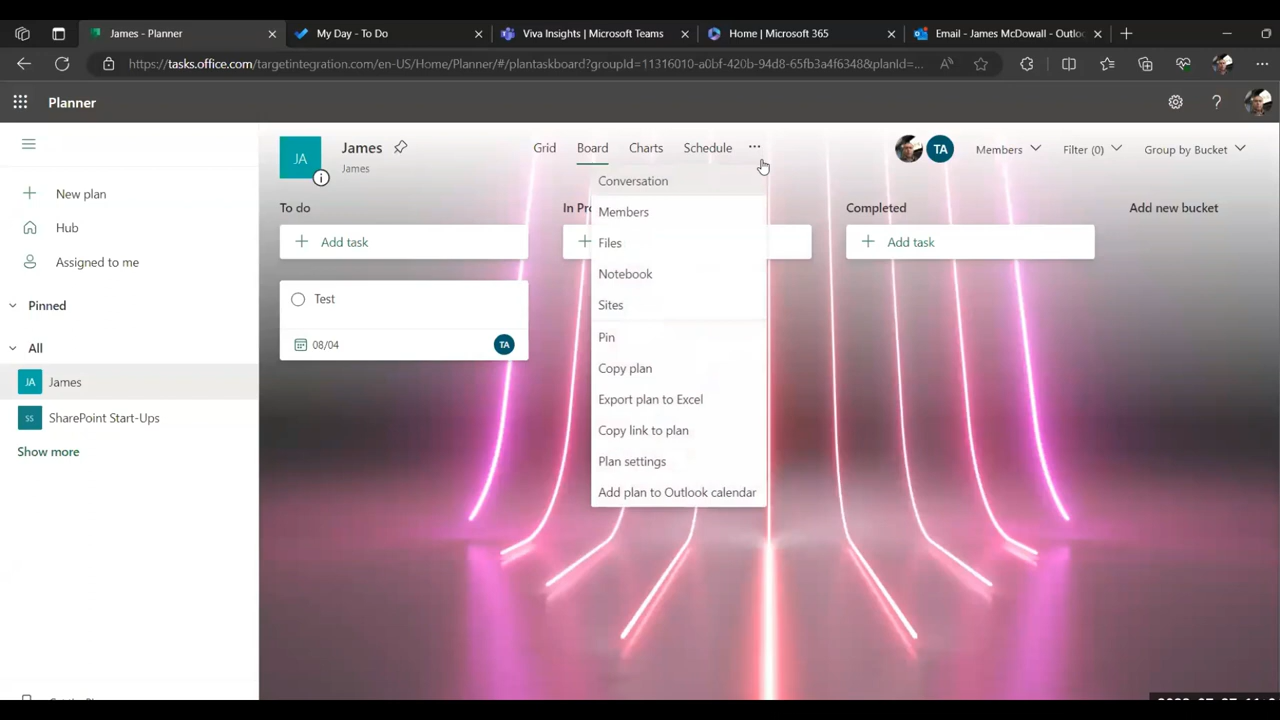 James - Planner
My Day - To Do
Viva Insights | Microsoft Teams
Home | Microsoft 365
Email - James McDowall - Outloo
https://tasks.office.com/targetintegration.com/en-US/Home/Planner/#/plantaskboard?groupId=11316010-a0bf-420b-94d8-65fb3a4f6348&planId=...
Planner
New plan
Hub
Assigned to me
Pinned
All
JA James
SS SharePoint Start-Ups
Show more
JA
James
James
Grid
Board
Charts
Schedule
TA
Members
Filter (0)
Group by Bucket
To do
Add task
Test
08/04
TA
Conversation
Members
Files
Notebook
Sites
Pin
Copy plan
Export plan to Excel
Copy link to plan
Plan settings
Add plan to Outlook calendar
Completed
Add task
Add new bucket